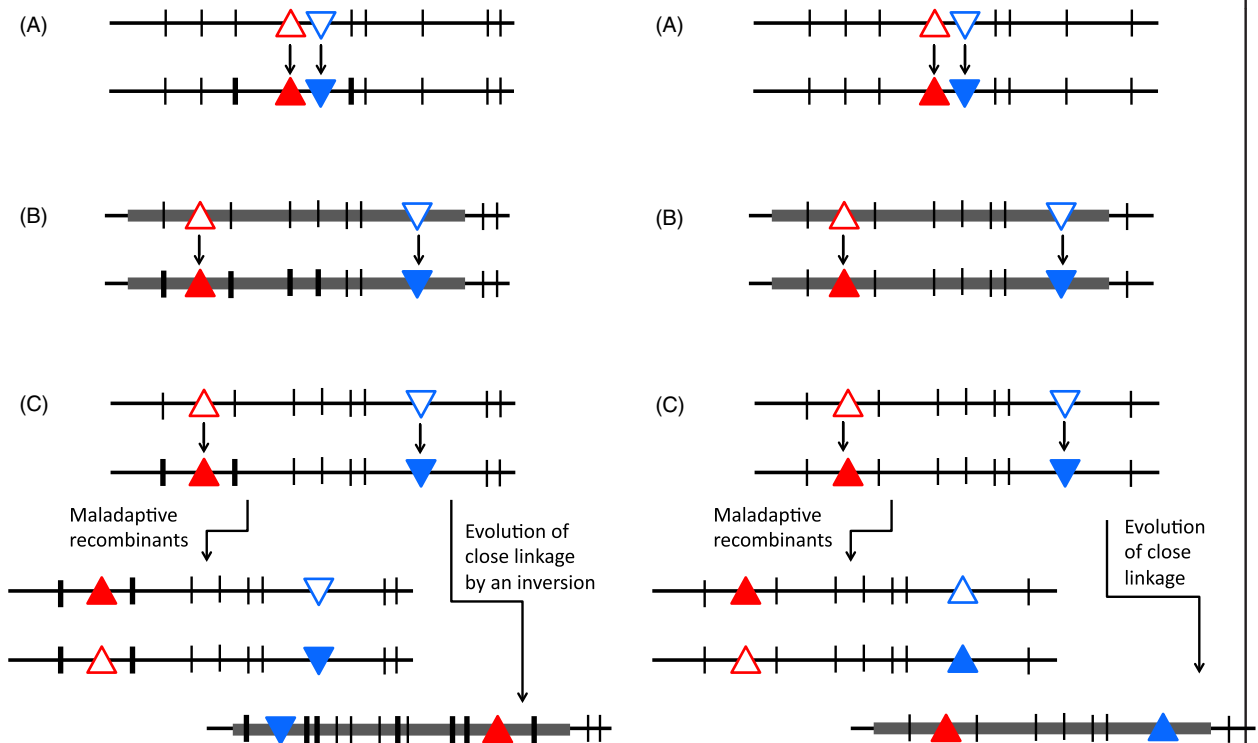 (A)
(B)
(C)
Maladaptive
recombinants
Evolution of
close linkage
by an inversion
(A)
(B)
(C)
Maladaptive
recombinants
Evolution
of close
linkage